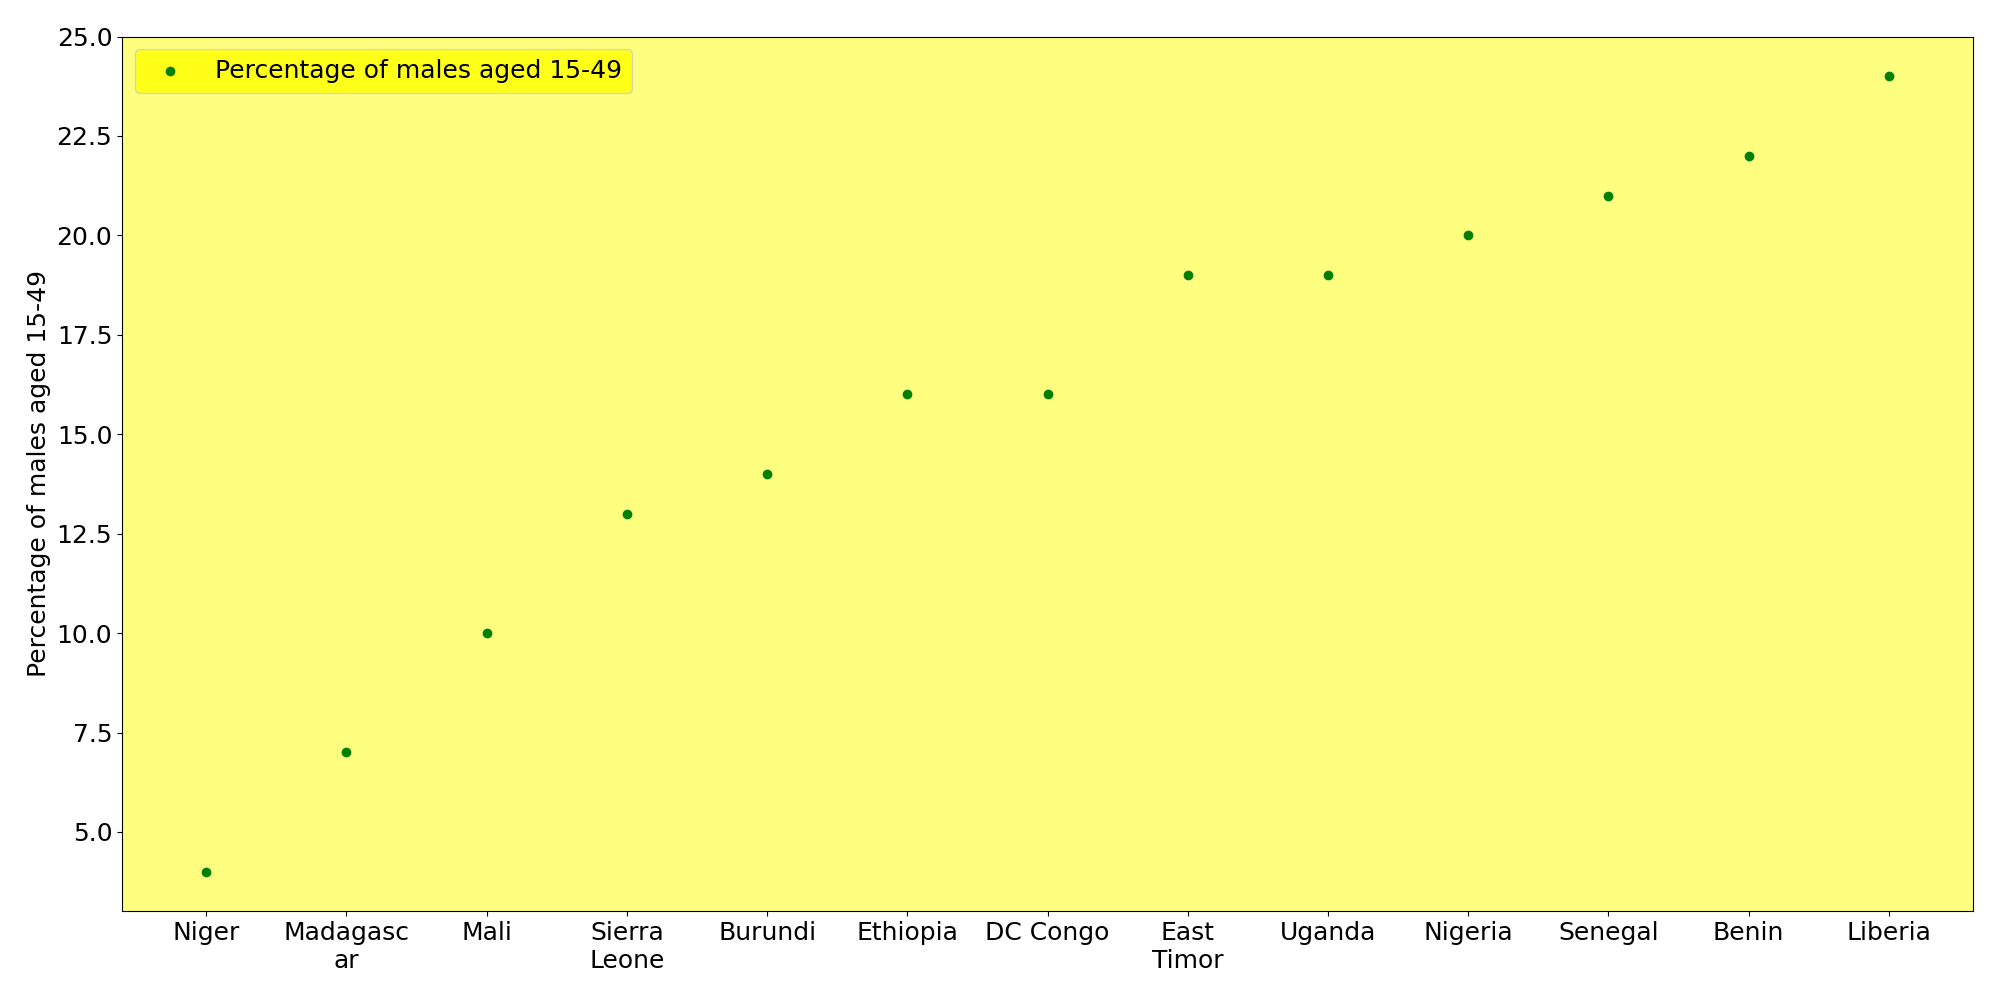 Percentage of males aged 15-49
Percentage of males aged 15-49
25.0
22.5
20.0
17.5
15.0
12.5
10.0
7.5
5.0
Niger
Madagasc
ar
Mali
Sierra
Leone
Burundi
Ethiopia
DC Congo
East
Timor
Uganda
Nigeria
Senegal
Benin
Liberia